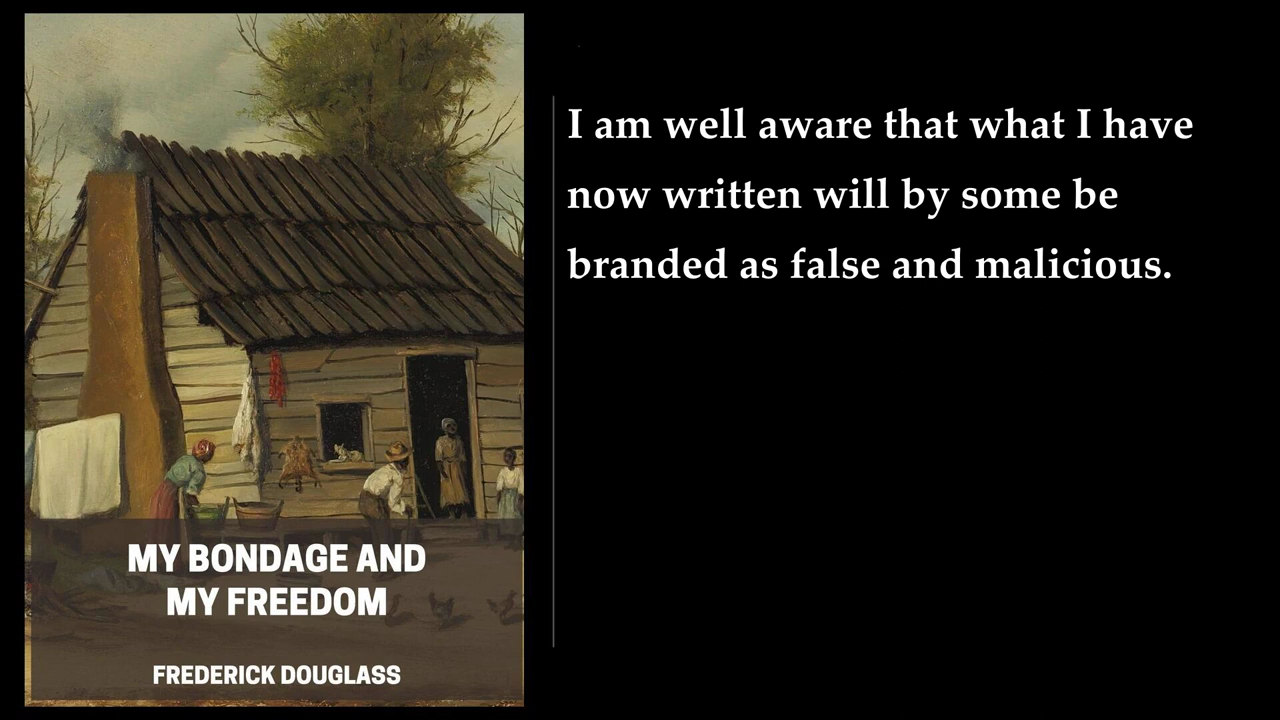 I am well aware that what I have
now written will by some be
branded as false and malicious.
MY BONDAGE AND
MY FREEDOM
FREDERICK DOUGLASS